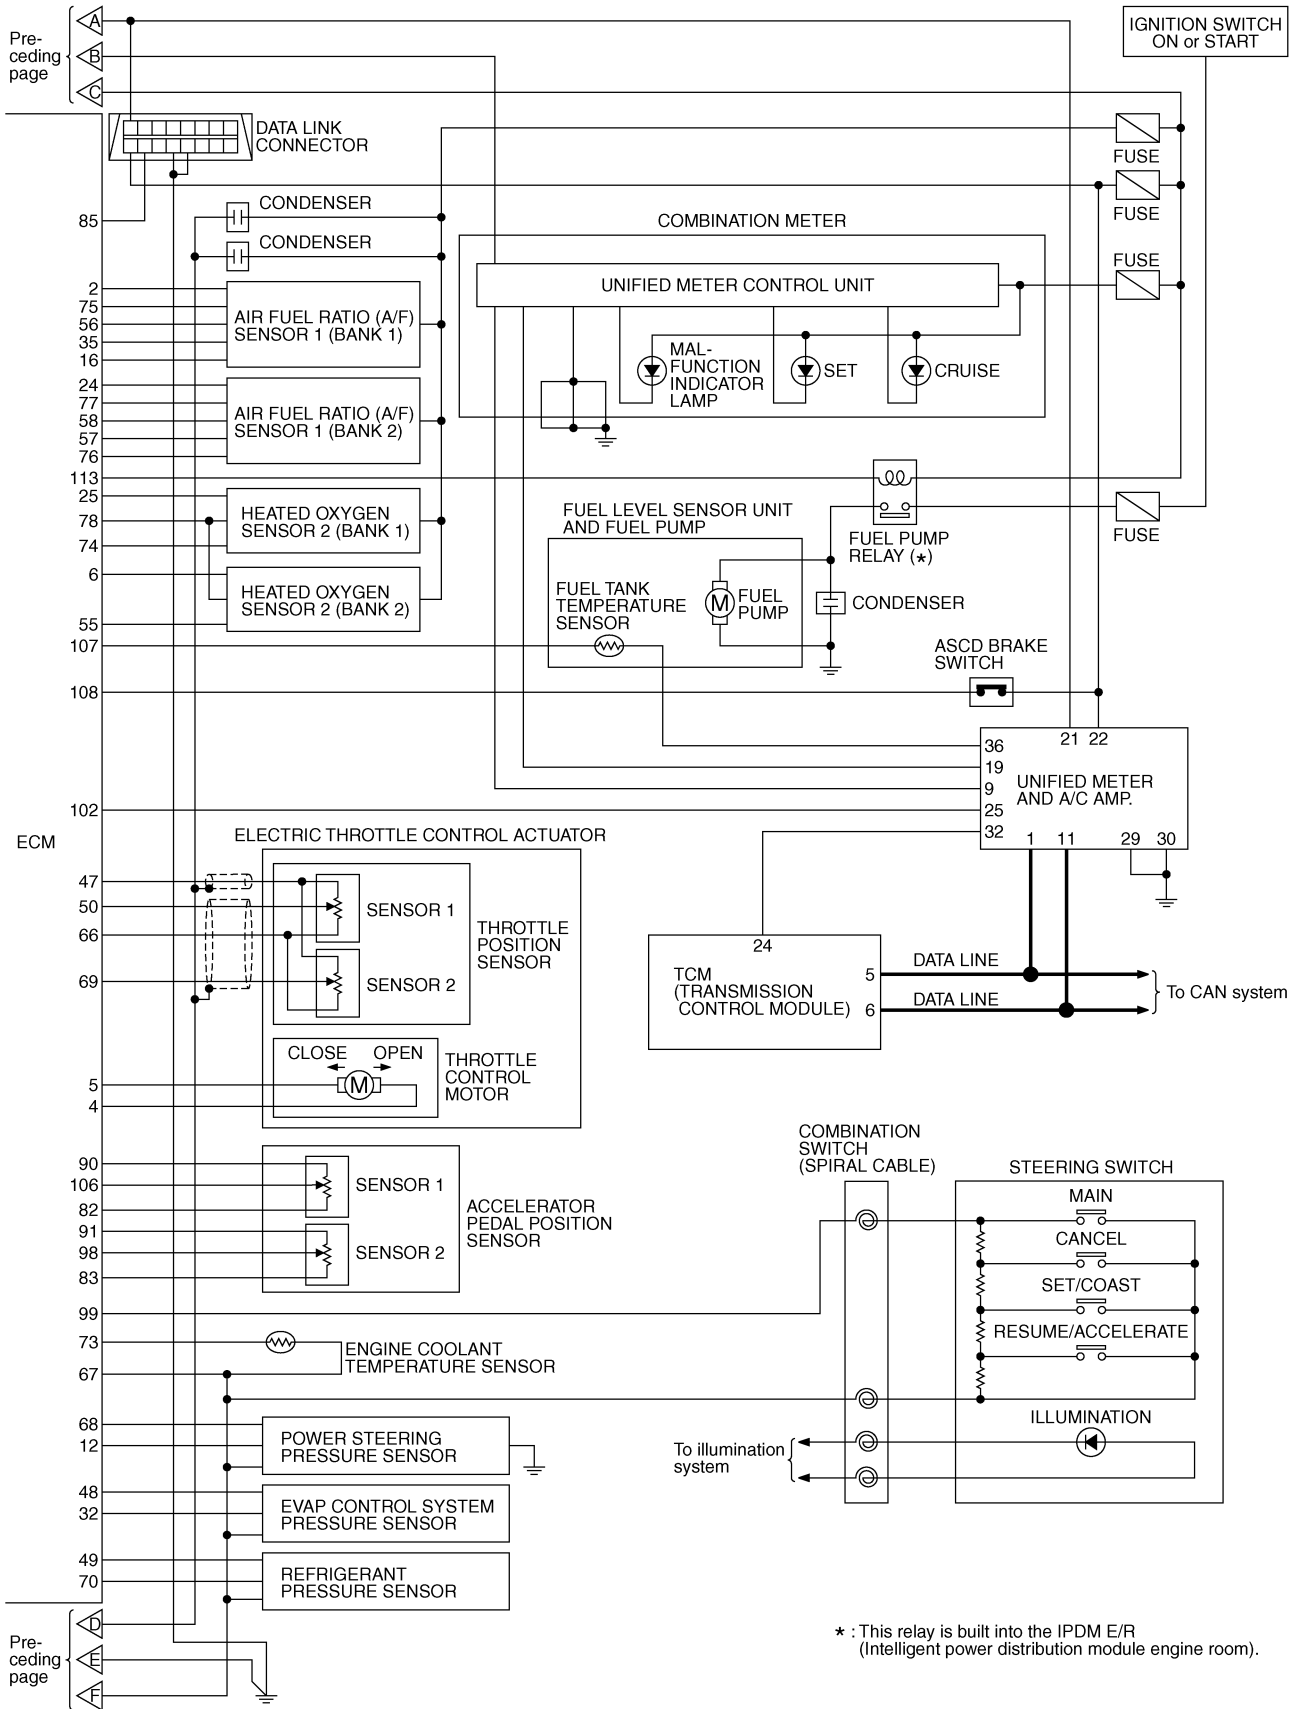 A
B
C
Pre-
ceding
page
IGNITION SWITCH
ON or START
DATA LINK
CONNECTOR
FUSE
FUSE
FUSE
85
CONDENSER
CONDENSER
COMBINATION METER
UNIFIED METER CONTROL UNIT
2
75
56
35
16
AIR FUEL RATIO (A/F)
SENSOR 1 (BANK 1)
MAL-
FUNCTION
INDICATOR
LAMP
SET
CRUISE
24
77
58
57
76
AIR FUEL RATIO (A/F)
SENSOR 1 (BANK 2)
113
25
78
74
HEATED OXYGEN
SENSOR 2 (BANK 1)
6
55
HEATED OXYGEN
SENSOR 2 (BANK 2)
FUEL LEVEL SENSOR UNIT
AND FUEL PUMP
FUEL PUMP
RELAY (*)
FUSE
FUEL TANK
TEMPERATURE
SENSOR
M
FUEL
PUMP
CONDENSER
107
ASCD BRAKE
SWITCH
108
21 22
36
19
9
25
32
UNIFIED METER
AND A/C AMP.
1 11 29 30
102
ECM
ELECTRIC THROTTLE CONTROL ACTUATOR
47
50
66
69
SENSOR 1
SENSOR 2
THROTTLE
POSITION
SENSOR
24
TCM
(TRANSMISSION
CONTROL MODULE)
5
6
DATA LINE
DATA LINE
To CAN system
CLOSE OPEN
M
THROTTLE
CONTROL
MOTOR
5
4
90
106
82
91
98
83
SENSOR 1
SENSOR 2
ACCELERATOR
PEDAL POSITION
SENSOR
COMBINATION
SWITCH
(SPIRAL CABLE)
STEERING SWITCH
MAIN
CANCEL
SET/COAST
RESUME/ACCELERATE
ILLUMINATION
99
73
67
ENGINE COOLANT
TEMPERATURE SENSOR
68
12
POWER STEERING
PRESSURE SENSOR
To illumination
system
48
32
EVAP CONTROL SYSTEM
PRESSURE SENSOR
49
70
REFRIGERANT
PRESSURE SENSOR
D
E
F
Pre-
ceding
page
* : This relay is built into the IPDM E/R
(Intelligent power distribution module engine room).